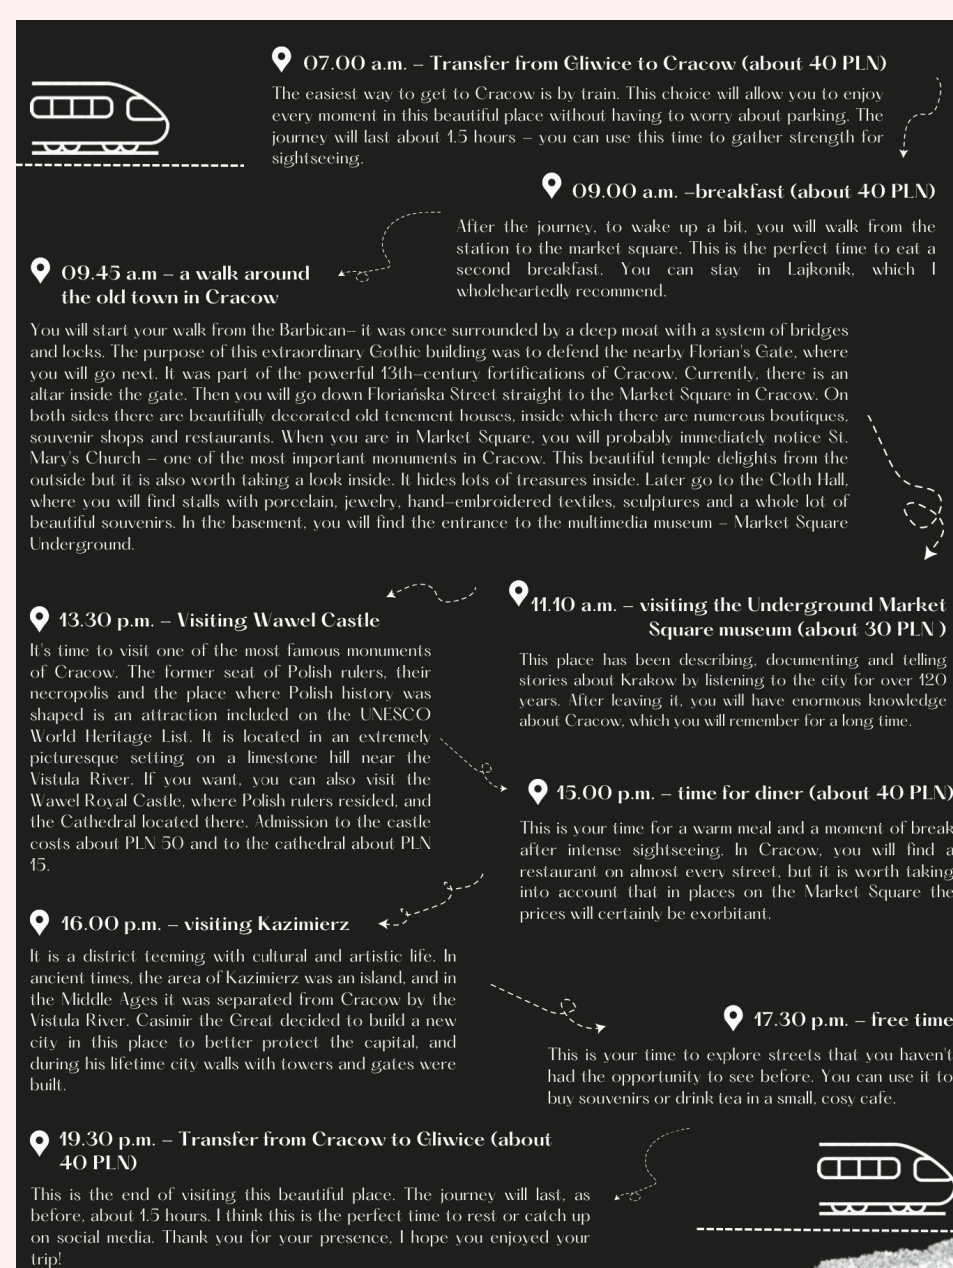 07.00 a.m. – Transfer from Gliwice to Cracow (about 40 PLN)
The easiest way to get to Cracow is by train. This choice will allow you to enjoy
every moment in this beautiful place without having to worry about parking. The
journey will last about 1.5 hours – you can use this time to gather strength for
sightseeing.
09.00 a.m. –breakfast (about 40 PLN)
After the journey, to wake up a bit, you will walk from the
station to the market square. This is the perfect time to eat a
second breakfast. You can stay in Lajkonik, which I
wholeheartedly recommend.
09.45 a.m – a walk around
the old town in Cracow
You will start your walk from the Barbican– it was once surrounded by a deep moat with a system of bridges
and locks. The purpose of this extraordinary Gothic building was to defend the nearby Florian's Gate, where
you will go next. It was part of the powerful 13th–century fortifications of Cracow. Currently, there is an
altar inside the gate. Then you will go down Floriańska Street straight to the Market Square in Cracow. On
both sides there are beautifully decorated old tenement houses, inside which there are numerous boutiques,
souvenir shops and restaurants. When you are in Market Square, you will probably immediately notice St.
Mary's Church – one of the most important monuments in Cracow. This beautiful temple delights from the
outside but it is also worth taking a look inside. It hides lots of treasures inside. Later go to the Cloth Hall,
where you will find stalls with porcelain, jewelry, hand–embroidered textiles, sculptures and a whole lot of
beautiful souvenirs. In the basement, you will find the entrance to the multimedia museum – Market Square
Underground.
11.10 a.m. – visiting the Underground Market
Square museum (about 30 PLN )
This place has been describing, documenting and telling
stories about Krakow by listening to the city for over 120
years. After leaving it, you will have enormous knowledge
about Cracow, which you will remember for a long time.
13.30 p.m. – Visiting Wawel Castle
It's time to visit one of the most famous monuments
of Cracow. The former seat of Polish rulers, their
necropolis and the place where Polish history was
shaped is an attraction included on the UNESCO
World Heritage List. It is located in an extremely
picturesque setting on a limestone hill near the
Vistula River. If you want, you can also visit the
Wawel Royal Castle, where Polish rulers resided, and
the Cathedral located there. Admission to the castle
costs about PLN 50 and to the cathedral about PLN
15.
15.00 p.m. – time for diner (about 40 PLN)
This is your time for a warm meal and a moment of break
after intense sightseeing. In Cracow, you will find a
restaurant on almost every street, but it is worth taking
into account that in places on the Market Square the
prices will certainly be exorbitant.
16.00 p.m. – visiting Kazimierz
It is a district teeming with cultural and artistic life. In
ancient times, the area of Kazimierz was an island, and in
the Middle Ages it was separated from Cracow by the
Vistula River. Casimir the Great decided to build a new
city in this place to better protect the capital, and
during his lifetime city walls with towers and gates were
built.
17.30 p.m. – free time
This is your time to explore streets that you haven't
had the opportunity to see before. You can use it to
buy souvenirs or drink tea in a small, cosy cafe.
19.30 p.m. – Transfer from Cracow to Gliwice (about
40 PLN)
This is the end of visiting this beautiful place. The journey will last, as
before, about 1.5 hours. I think this is the perfect time to rest or catch up
on social media. Thank you for your presence, I hope you enjoyed your
trip!